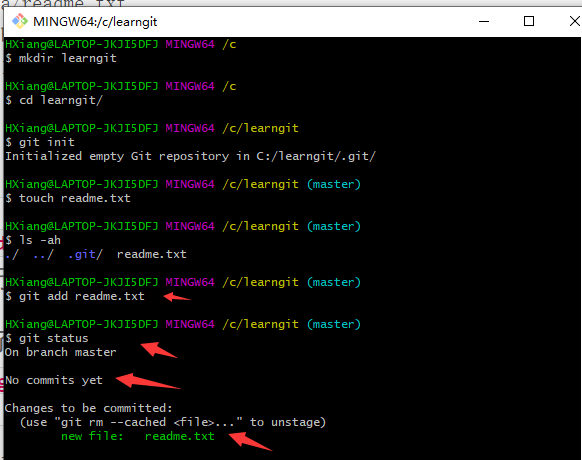 a/readme.txt
MINGW64:/c/learngit
HXiang@LAPTOP-JKJI5DFJ MINGW64 /c
$ mkdir learngit
HXiang@LAPTOP-JKJI5DFJ MINGW64 /c
$ cd learngit/
HXiang@LAPTOP-JKJI5DFJ MINGW64 /c/learngit
$ git init
Initialized empty Git repository in C:/learngit/.git/
HXiang@LAPTOP-JKJI5DFJ MINGW64 /c/learngit (master)
$ touch readme.txt
HXiang@LAPTOP-JKJI5DFJ MINGW64 /c/learngit (master)
$ ls -ah
./  ../  .git/  readme.txt
HXiang@LAPTOP-JKJI5DFJ MINGW64 /c/learngit (master)
$ git add readme.txt
HXiang@LAPTOP-JKJI5DFJ MINGW64 /c/learngit (master)
$ git status
On branch master
No commits yet
Changes to be committed:
  (use "git rm --cached <file>..." to unstage)
        new file:   readme.txt